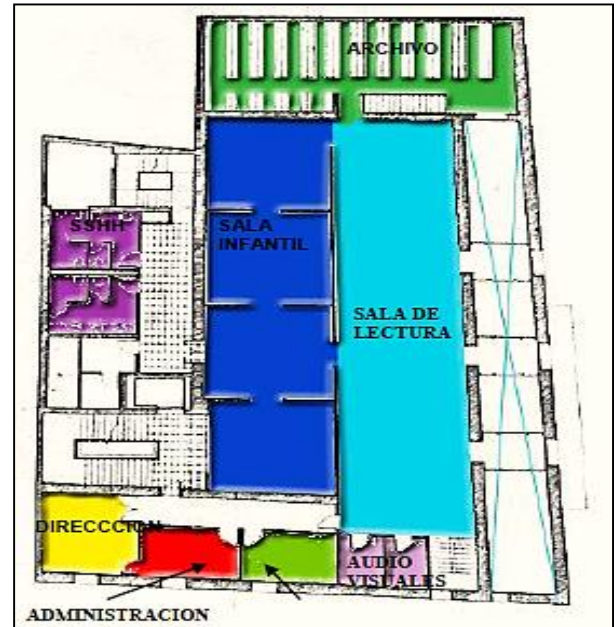 ARCHIVO
SSHH
SALA
INFANTIL
SALA DE
LECTURA
DIRECCCION
AUDIO
VISUALES
ADMINISTRACION